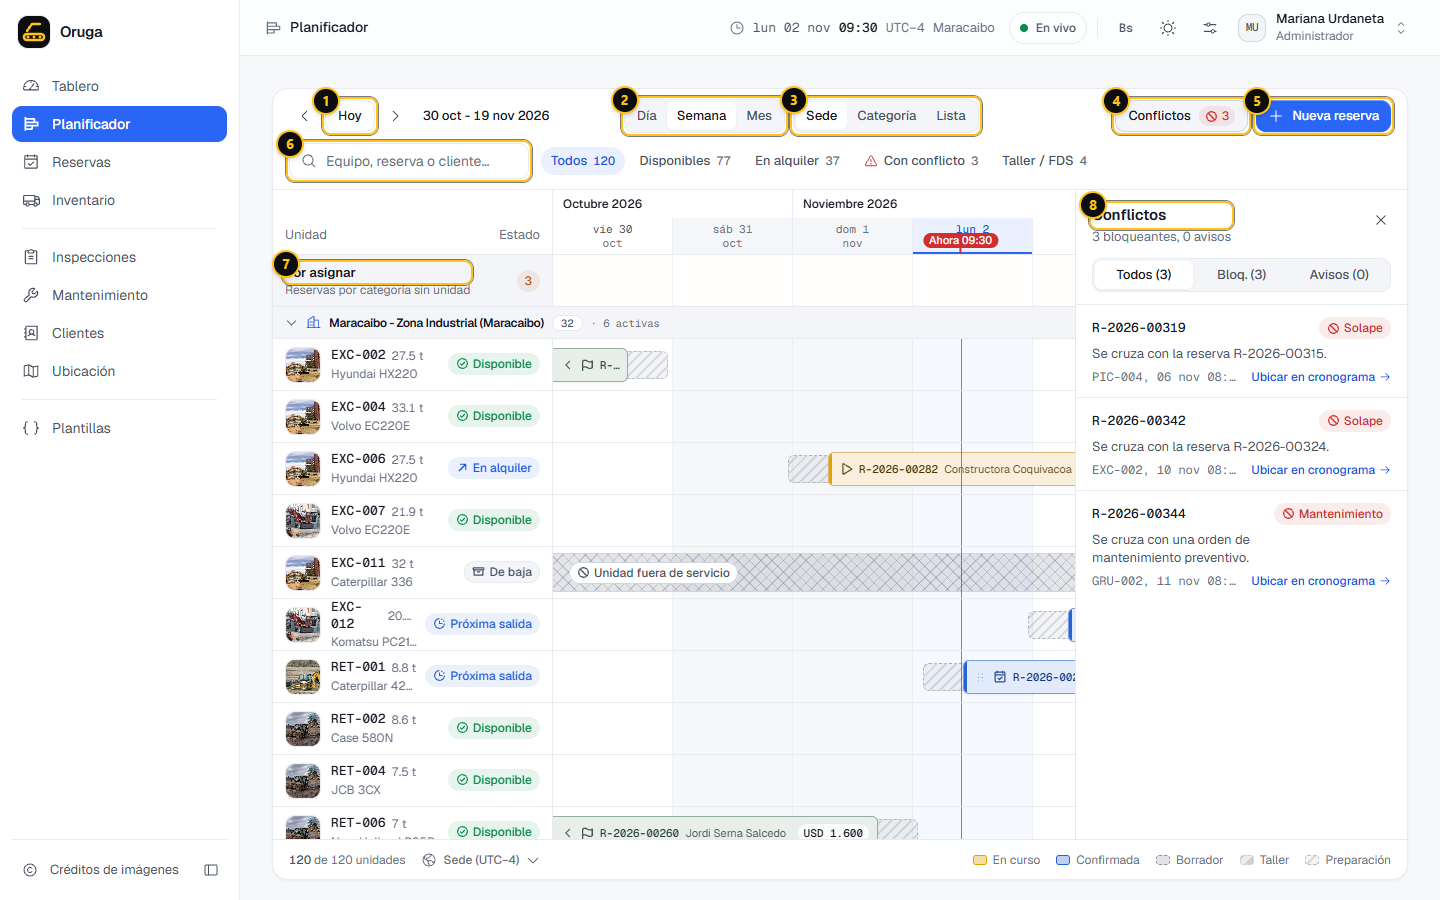 Oruga
Tablero
Planificador
Reservas
Inventario
Inspecciones
Mantenimiento
Clientes
Ubicación
Plantillas
Créditos de imágenes
Planificador
lun 02 nov 09:30 UTC-4 Maracaibo
En vivo
Bs
MU
Mariana Urdaneta
Administrador
1
Hoy
30 oct - 19 nov 2026
2
Día Semana Mes
3
Sede Categoría Lista
4
Conflictos 3
5
Nueva reserva
6
Equipo, reserva o cliente...
Todos 120
Disponibles 77
En alquiler 37
Con conflicto 3
Taller / FDS 4
Unidad Estado
Octubre 2026
Noviembre 2026
vie 30 oct
sáb 31 oct
dom 1 nov
lun 2
Ahora 09:30
7
or asignar
Reservas por categoría sin unidad
3
Maracaibo - Zona Industrial (Maracaibo) 32 · 6 activas
EXC-002 27.5 t
Hyundai HX220
Disponible
R-...
EXC-004 33.1 t
Volvo EC220E
Disponible
EXC-006 27.5 t
Hyundai HX220
En alquiler
R-2026-00282 Constructora Coquivacoa
EXC-007 21.9 t
Volvo EC220E
Disponible
EXC-011 32 t
Caterpillar 336
De baja
Unidad fuera de servicio
EXC-012 20...
Komatsu PC21...
Próxima salida
RET-001 8.8 t
Caterpillar 42...
Próxima salida
R-2026-002
RET-002 8.6 t
Case 580N
Disponible
RET-004 7.5 t
JCB 3CX
Disponible
RET-006 7 t
Disponible
R-2026-00260 Jordi Serna Salcedo USD 1.600
8
onflictos
3 bloqueantes, 0 avisos
Todos (3) Bloq. (3) Avisos (0)
R-2026-00319
Solape
Se cruza con la reserva R-2026-00315.
PIC-004, 06 nov 08:... Ubicar en cronograma
R-2026-00342
Solape
Se cruza con la reserva R-2026-00324.
EXC-002, 10 nov 08:... Ubicar en cronograma
R-2026-00344
Mantenimiento
Se cruza con una orden de
mantenimiento preventivo.
GRU-002, 11 nov 08:... Ubicar en cronograma
120 de 120 unidades
Sede (UTC-4)
En curso
Confirmada
Borrador
Taller
Preparación